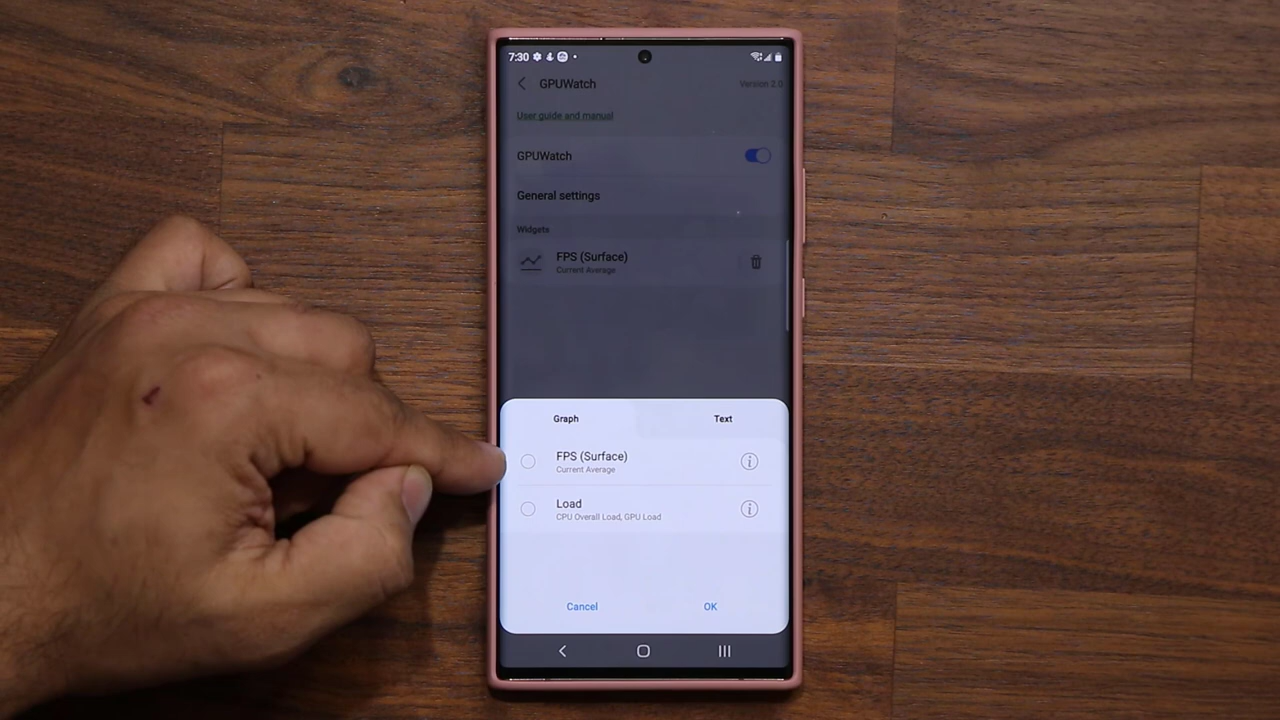 7:30
GPUWatch
Version 2.0
User guide and manual
GPUWatch
General settings
Widgets
FPS (Surface)
Current Average
Graph
Text
FPS (Surface)
Current Average
Load
CPU Overall Load, GPU Load
Cancel
OK